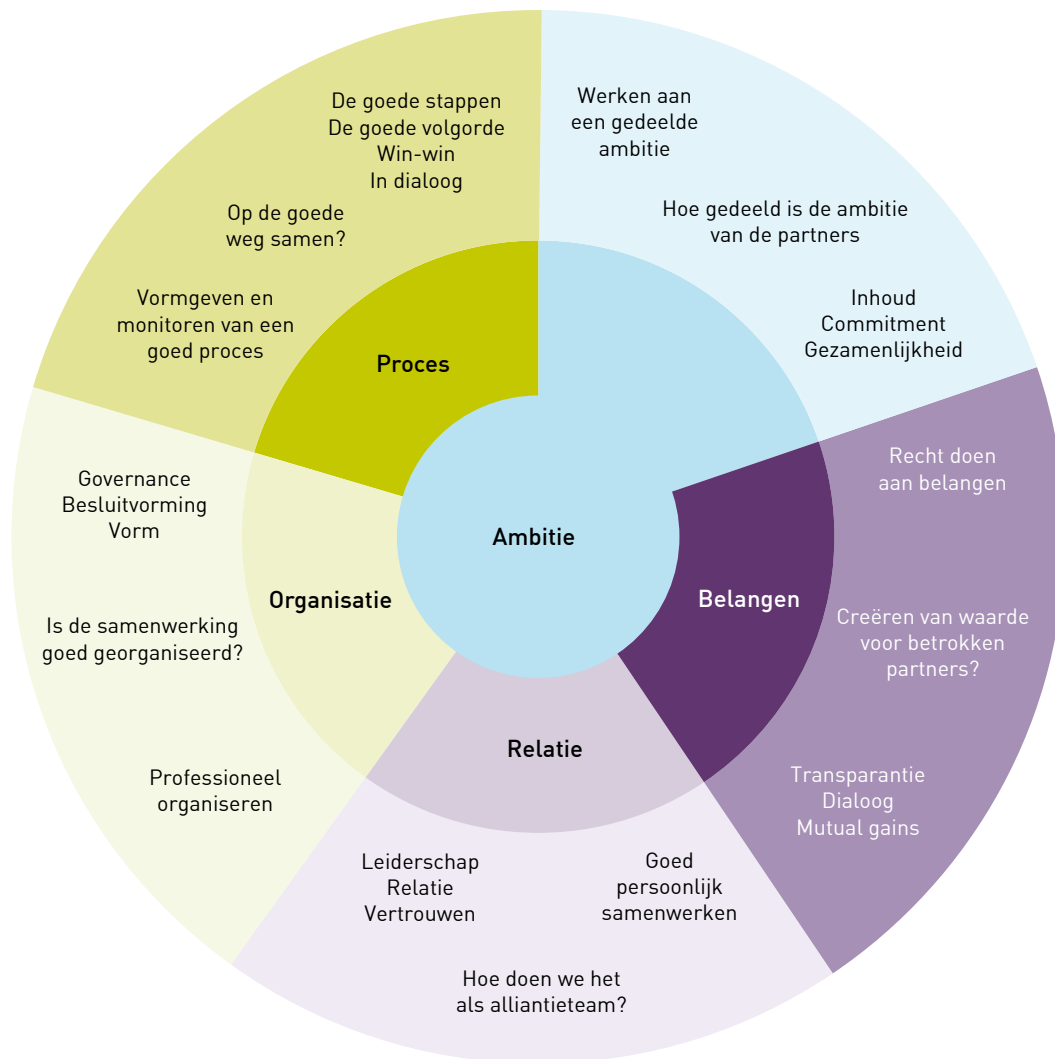 De goede stappen
De goede volgorde
Win-win
In dialoog
Op de goede
weg samen?
Vormgeven en
monitoren van een
goed proces
Proces
Werken aan
een gedeelde
ambitie
Hoe gedeeld is de ambitie
van de partners
Inhoud
Commitment
Gezamenlijkheid
Ambitie
Recht doen
aan belangen
Creëren van waarde
voor betrokken
partners?
Transparantie
Dialoog
Mutual gains
Belangen
Relatie
Goed
persoonlijk
samenwerken
Hoe doen we het
als alliantieteam?
Leiderschap
Relatie
Vertrouwen
Organisatie
Governance
Besluitvorming
Vorm
Is de samenwerking
goed georganiseerd?
Professioneel
organiseren